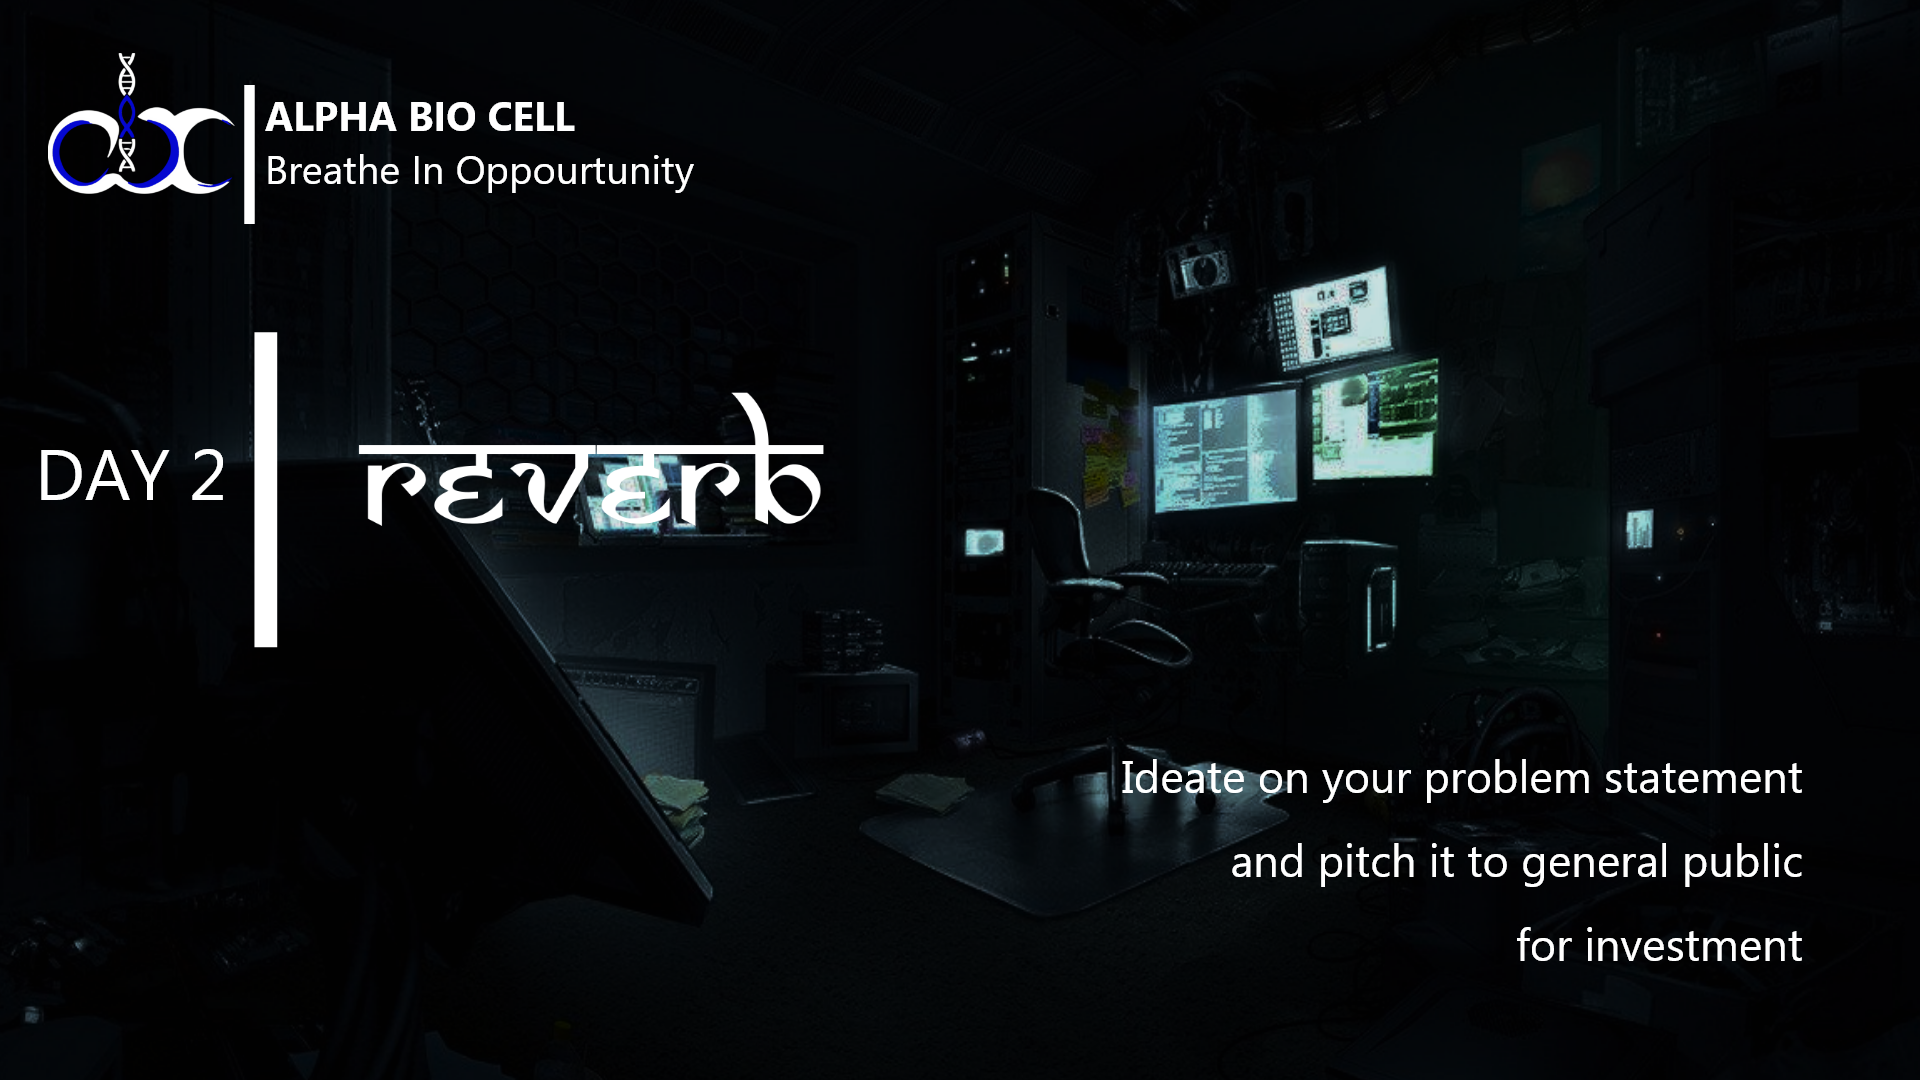 abc
ALPHA BIO CELL
Breathe In Oppourtunity
DAY 2
reverb
Ideate on your problem statement
and pitch it to general public
for investment